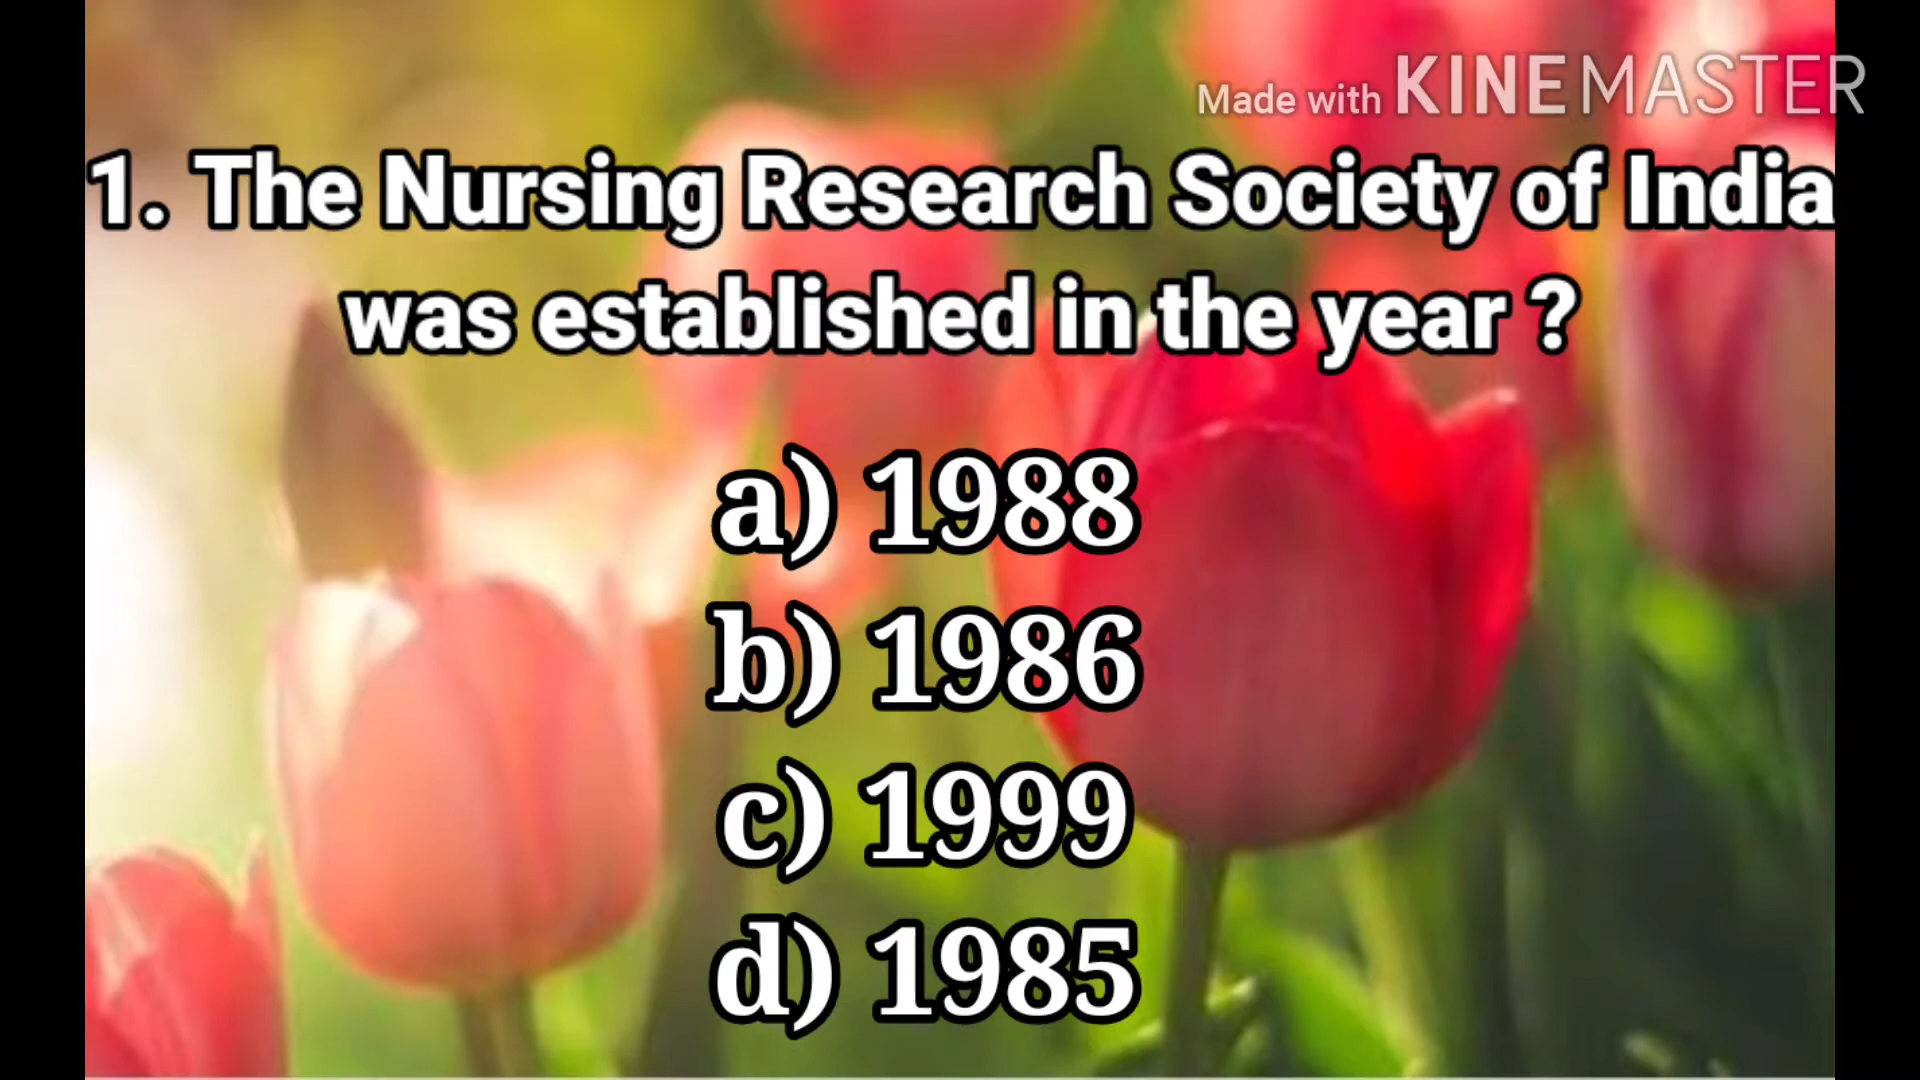 Made with KINEMASTER
1. The Nursing Research Society of India
was established in the year ?
a) 1988
b) 1986
c) 1999
d) 1985